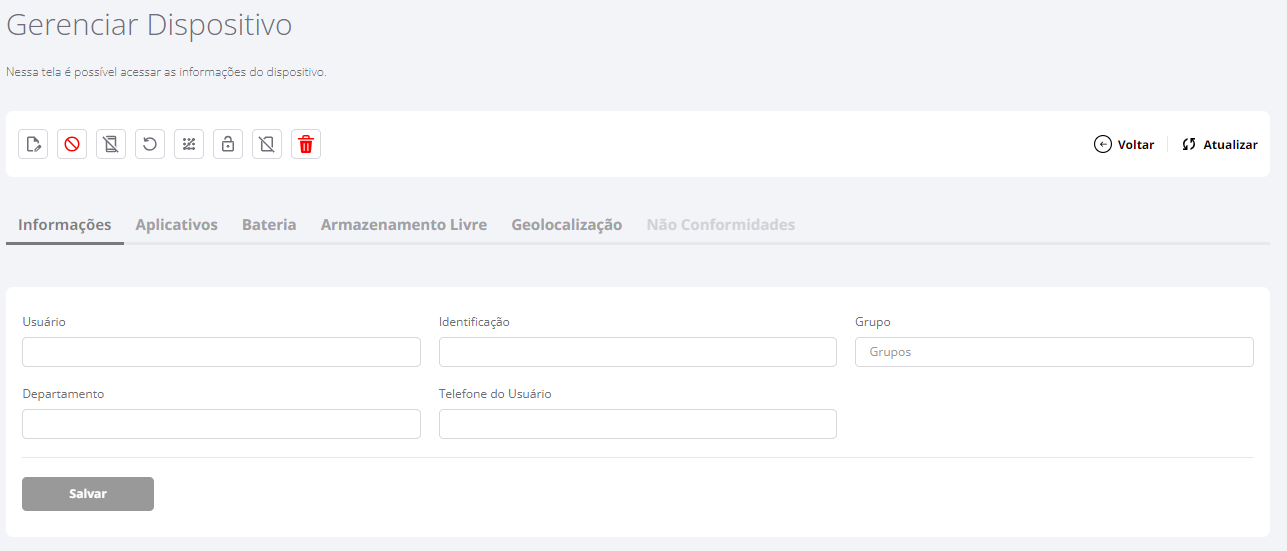 Gerenciar Dispositivo
Nessa tela é possível acessar as informações do dispositivo.
Voltar Atualizar
Informações Aplicativos Bateria Armazenamento Livre Geolocalização Não Conformidades
Usuário Identificação Grupo
Grupos
Departamento Telefone do Usuário
Salvar